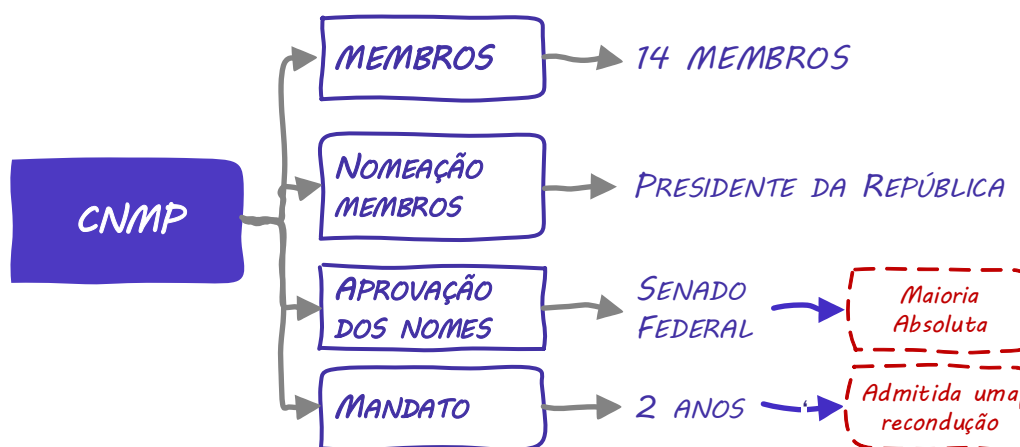 CNMP
MEMBROS
14 MEMBROS
NOMEAÇÃO
MEMBROS
PRESIDENTE DA REPÚBLICA
APROVAÇÃO
DOS NOMES
SENADO
FEDERAL
Maioria
Absoluta
MANDATO
2 ANOS
Admitida uma
recondução